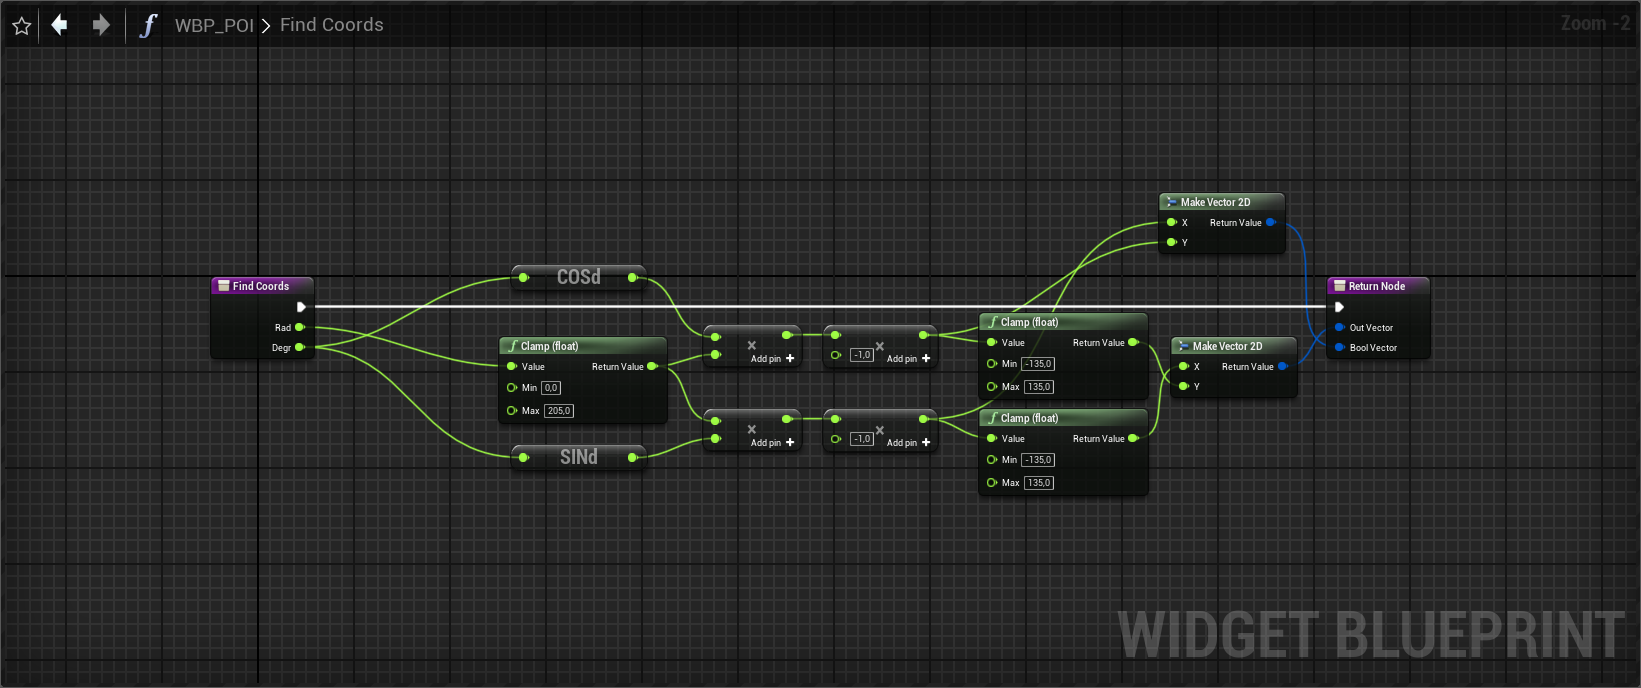 WBP_POI > Find Coords
Zoom -2
Find Coords
Rad
Degr
COSd
Clamp (float)
Value Return Value
Min 0,0
Max 205,0
SINd
×
Add pin +
×
-1,0 Add pin +
×
Add pin +
×
-1,0 Add pin +
Clamp (float)
Value Return Value
Min -135,0
Max 135,0
Clamp (float)
Value Return Value
Min -135,0
Max 135,0
Make Vector 2D
X Return Value
Y
Make Vector 2D
X Return Value
Y
Return Node
Out Vector
Bool Vector
WIDGET BLUEPRINT